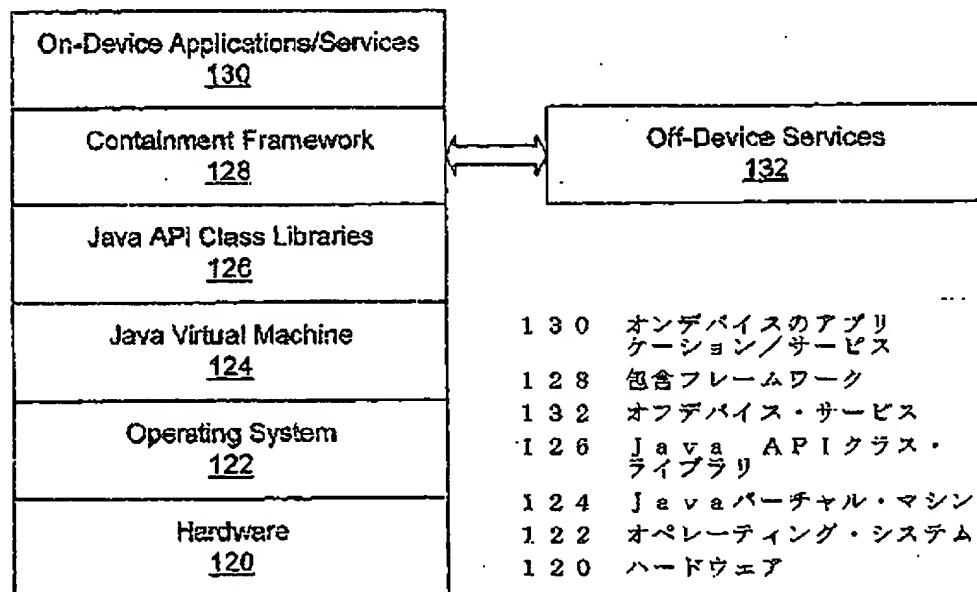 On-Device Applications/Services
130
Containment Framework
128
Off-Device Services
132
Java API Class Libraries
126
Java Virtual Machine
124
Operating System
122
Hardware
120
130 オンデバイスのアプリ
ケーション／サービス
128 包含フレームワーク
132 オフデバイス・サービス
126 Java APIクラス・
ライブラリ
124 Javaバーチャル・マシン
122 オペレーティング・システム
120 ハードウェア